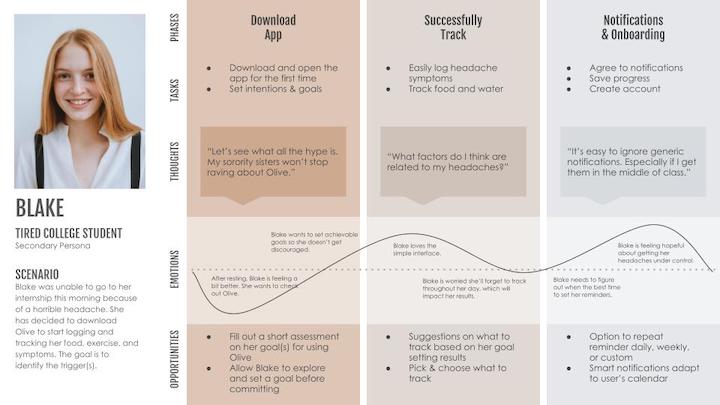 BLAKE
TIRED COLLEGE STUDENT
Secondary Persona
SCENARIO
Blake was unable to go to her
internship this morning because
of a horrible headache. She
has decided to download
Olive to start logging and
tracking her food, exercise, and
symptoms. The goal is to
identify the trigger(s).
PHASES
Download
App
Successfully
Track
Notifications
& Onboarding
TASKS
• Download and open the
app for the first time
• Set intentions & goals
• Easily log headache
symptoms
• Track food and water
• Agree to notifications
• Save progress
• Create account
THOUGHTS
“Let’s see what all the hype is.
My sorority sisters won’t stop
raving about Olive.”
“What factors do I think are
related to my headaches?”
“It’s easy to ignore generic
notifications. Especially if I get
them in the middle of class.”
EMOTIONS
Blake wants to set achievable
goals so she doesn’t get
discouraged.
After resting, Blake is feeling a
bit better. She wants to check
out Olive.
Blake loves the
simple interface.
Blake is worried she’ll forget to track
throughout her day, which will
impact her results.
Blake is feeling hopeful
about getting her
headaches under control.
Blake needs to figure
out when the best time
to set her reminders.
OPPORTUNITIES
• Fill out a short assessment
on her goal(s) for using
Olive
• Allow Blake to explore
and set a goal before
committing
• Suggestions on what to
track based on her goal
setting results
• Pick & choose what to
track
• Option to repeat
reminder daily, weekly,
or custom
• Smart notifications adapt
to user’s calendar